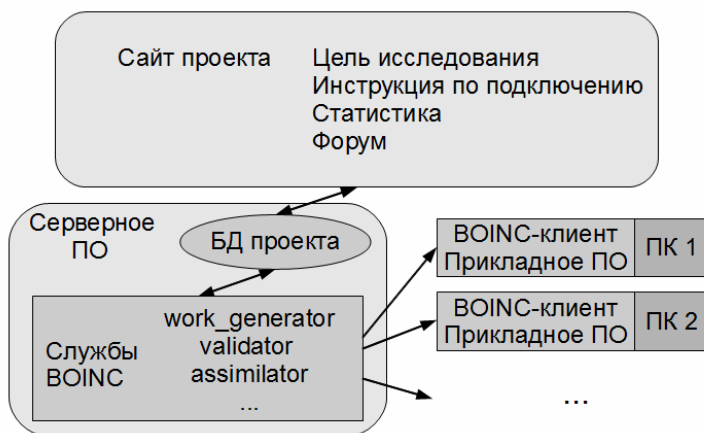 Сайт проекта
Цель исследования
Инструкция по подключению
Статистика
Форум
Серверное
ПО
БД проекта
Службы
BOINC
work_generator
validator
assimilator
...
BOINC-клиент
Прикладное ПО
ПК 1
BOINC-клиент
Прикладное ПО
ПК 2
...